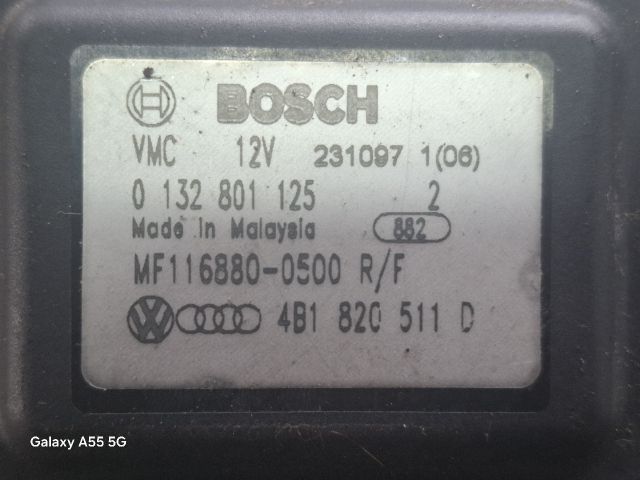 BOSCH
VMC 12V 231097 1(06)
0 132 801 125 2
Made in Malaysia 882
MF116880-0500 R/F
4B1 820 511 D
Galaxy A55 5G